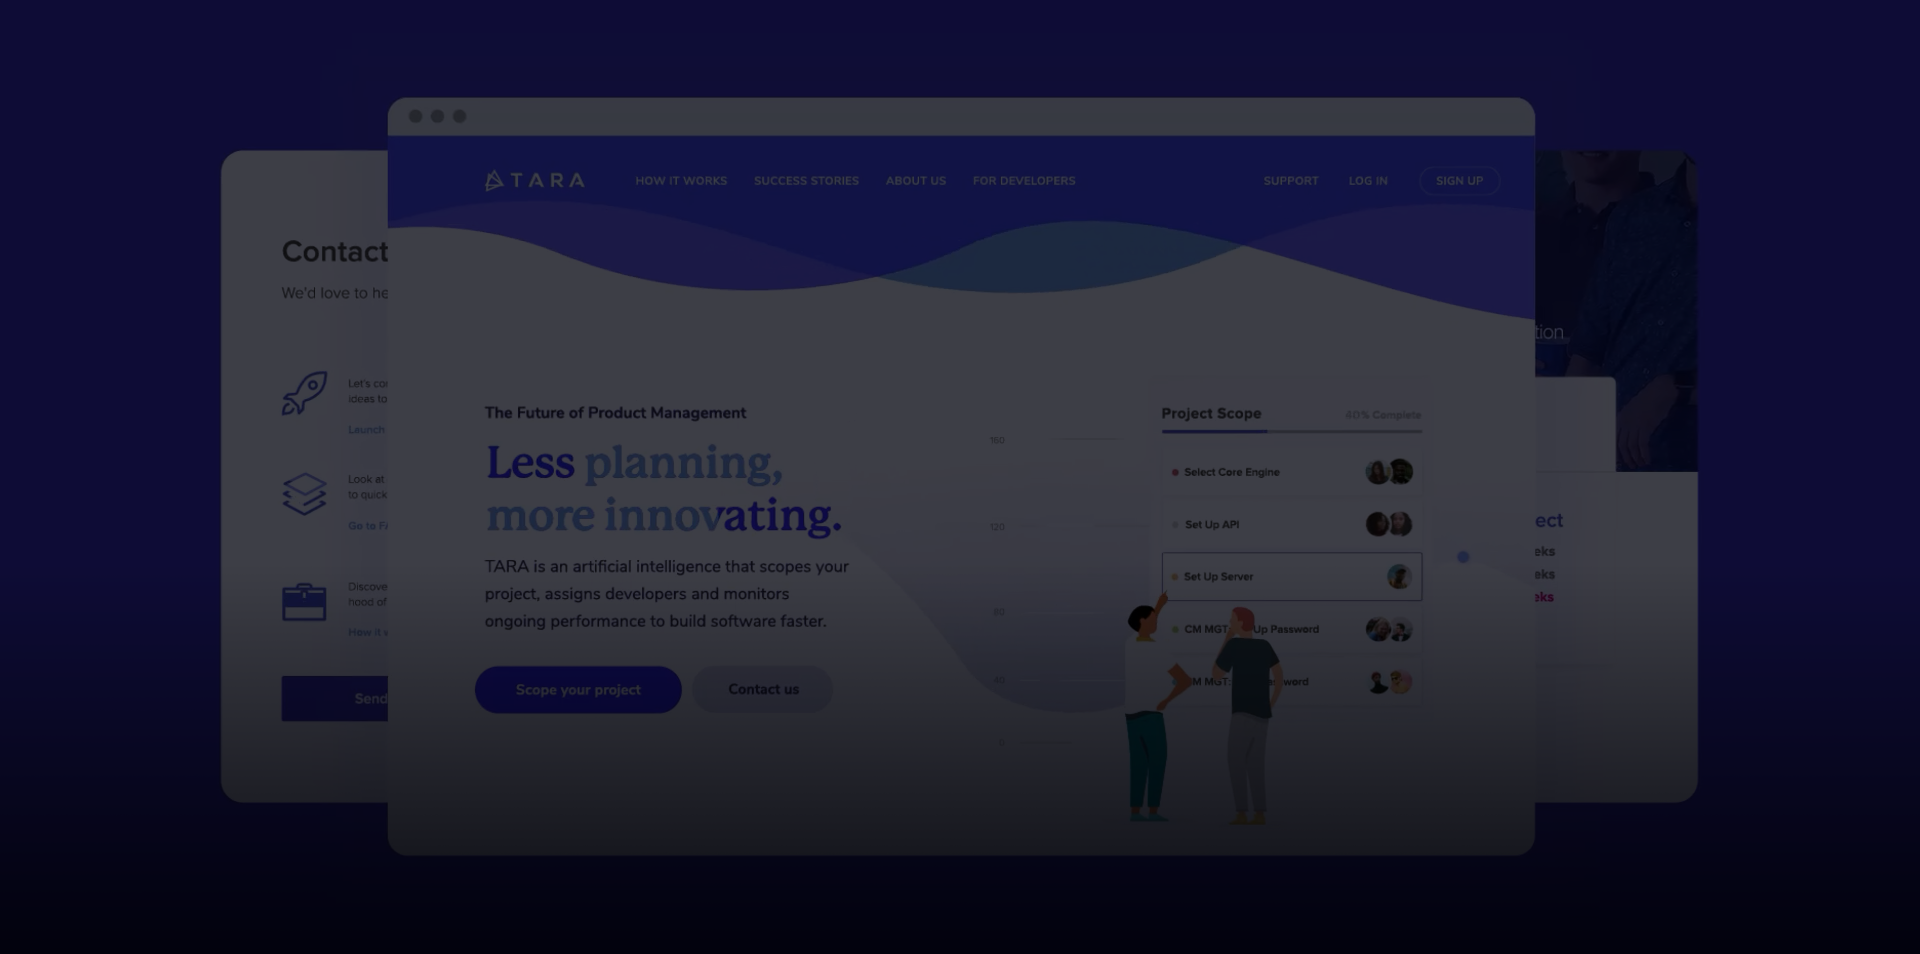 TARA
HOW IT WORKS
SUCCESS STORIES
ABOUT US
FOR DEVELOPERS
SUPPORT
LOG IN
SIGN UP
Contact
We'd love to he
Let's co
ideas to
Launch
Look at
to quick
Go to Fi
Discove
hood of
How it w
Send
The Future of Product Management
Less planning,
more innovating.
TARA is an artificial intelligence that scopes your
project, assigns developers and monitors
ongoing performance to build software faster.
Scope your project
Contact us
160
120
80
40
0
Project Scope
40% Complete
Select Core Engine
Set Up API
Set Up Server
CM MGT: Up Password
M MGT: word
tion
ect
eks
eks
eks